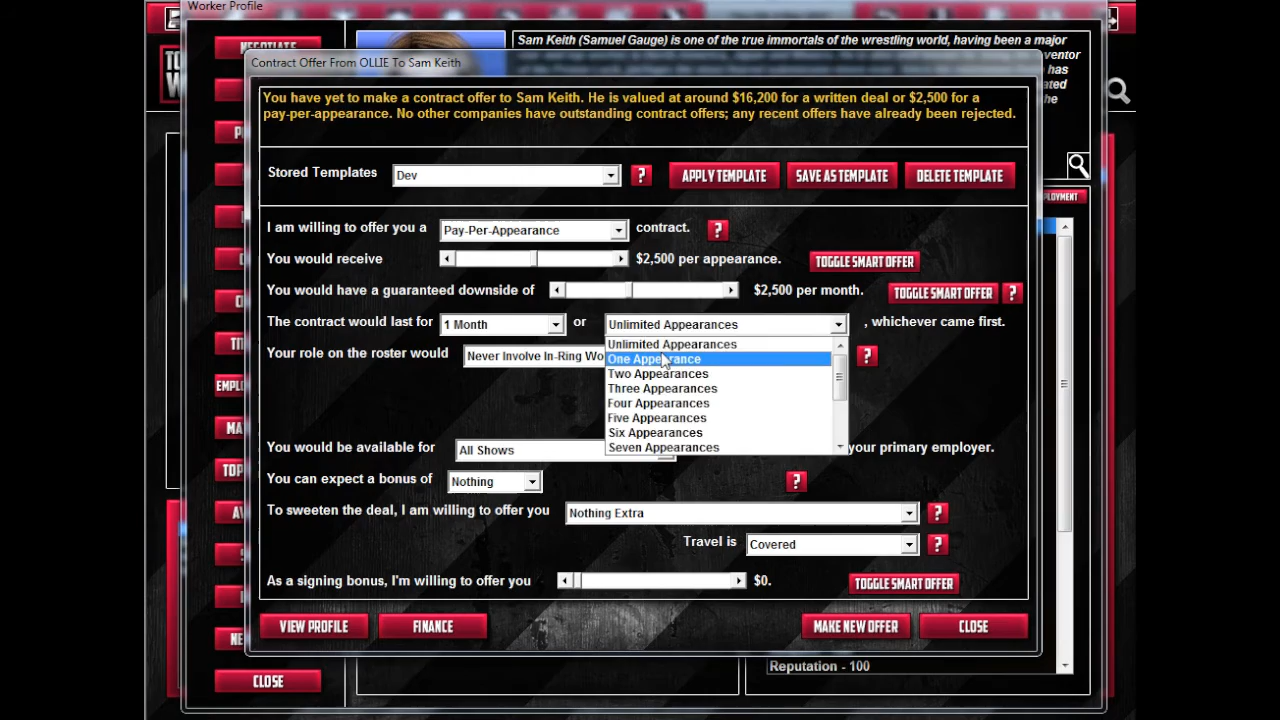 Worker Profile
NEGOTIATE
Sam Keith (Samuel Gauge) is one of the true immortals of the wrestling world, having been a major
Contract Offer From OLLIE To Sam Keith
You have yet to make a contract offer to Sam Keith. He is valued at around $16,200 for a written deal or $2,500 for a
pay-per-appearance. No other companies have outstanding contract offers; any recent offers have already been rejected.
Stored Templates
Dev
?
APPLY TEMPLATE
SAVE AS TEMPLATE
DELETE TEMPLATE
I am willing to offer you a
Pay-Per-Appearance
contract.
?
You would receive
$2,500 per appearance.
TOGGLE SMART OFFER
You would have a guaranteed downside of
$2,500 per month.
TOGGLE SMART OFFER
?
The contract would last for
1 Month
or
Unlimited Appearances
, whichever came first.
Unlimited Appearances
One Appearance
Two Appearances
Three Appearances
Four Appearances
Five Appearances
Six Appearances
Seven Appearances
Your role on the roster would
Never Involve In-Ring Wo
?
You would be available for
All Shows
your primary employer.
You can expect a bonus of
Nothing
?
To sweeten the deal, I am willing to offer you
Nothing Extra
?
Travel is
Covered
?
As a signing bonus, I'm willing to offer you
$0.
TOGGLE SMART OFFER
VIEW PROFILE
FINANCE
MAKE NEW OFFER
CLOSE
Reputation - 100
CLOSE